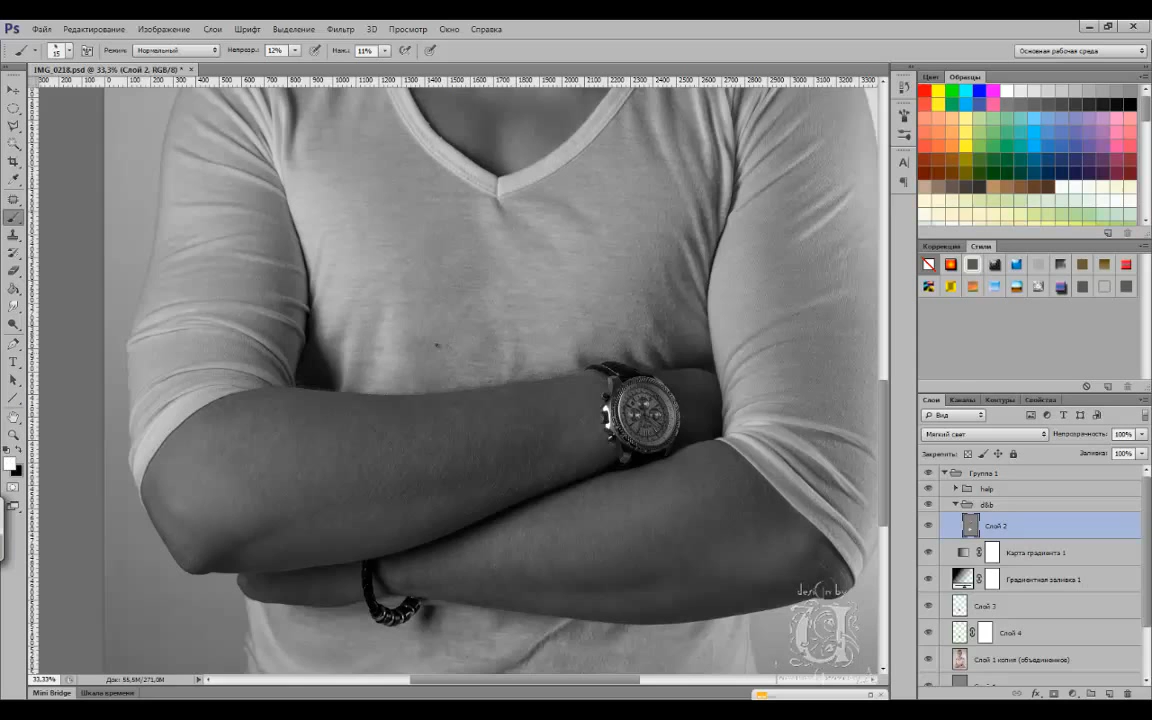 Ps Файл Редактирование Изображение Слои Шрифт Выделение Фильтр 3D Просмотр Окно Справка
15 Режим: Нормальный Непрозр.: 12% Наж.: 11% Основная рабочая среда
IMG_0218.psd @ 33,3% (Слой 2, RGB/8) *
Цвет Образцы
Коррекция Стили
Слои Каналы Контуры Свойства
Вид
Мягкий свет Непрозрачность: 100%
Закрепить: Заливка: 100%
Группа 1
help
d&b
Слой 2
Карта градиента 1
Градиентная заливка 1
Слой 3
Слой 4
Слой 1 копия (объединенное)
design by
U
33,33% Док: 55,5M/271,0M
Mini Bridge Шкала времени